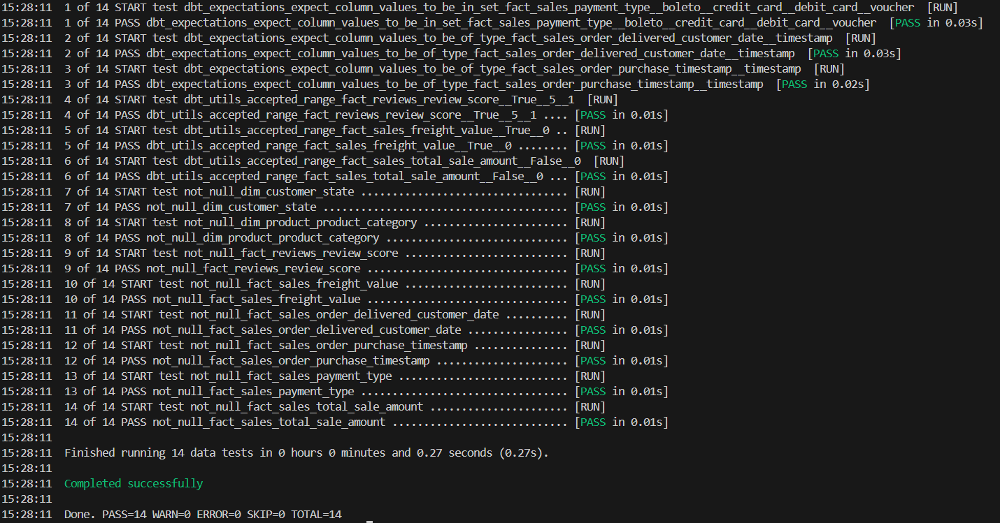 15:28:11  1 of 14 START test dbt_expectations_expect_column_values_to_be_in_set_fact_sales_payment_type__boleto__credit_card__debit_card__voucher  [RUN]
15:28:11  1 of 14 PASS dbt_expectations_expect_column_values_to_be_in_set_fact_sales_payment_type__boleto__credit_card__debit_card__voucher  [PASS in 0.03s]
15:28:11  2 of 14 START test dbt_expectations_expect_column_values_to_be_of_type_fact_sales_order_delivered_customer_date__timestamp  [RUN]
15:28:11  2 of 14 PASS dbt_expectations_expect_column_values_to_be_of_type_fact_sales_order_delivered_customer_date__timestamp  [PASS in 0.03s]
15:28:11  3 of 14 START test dbt_expectations_expect_column_values_to_be_of_type_fact_sales_order_purchase_timestamp__timestamp  [RUN]
15:28:11  3 of 14 PASS dbt_expectations_expect_column_values_to_be_of_type_fact_sales_order_purchase_timestamp__timestamp  [PASS in 0.02s]
15:28:11  4 of 14 START test dbt_utils_accepted_range_fact_reviews_review_score__True__5__1  [RUN]
15:28:11  4 of 14 PASS dbt_utils_accepted_range_fact_reviews_review_score__True__5__1 .... [PASS in 0.01s]
15:28:11  5 of 14 START test dbt_utils_accepted_range_fact_sales_freight_value__True__0 .. [RUN]
15:28:11  5 of 14 PASS dbt_utils_accepted_range_fact_sales_freight_value__True__0 ........ [PASS in 0.01s]
15:28:11  6 of 14 START test dbt_utils_accepted_range_fact_sales_total_sale_amount__False__0  [RUN]
15:28:11  6 of 14 PASS dbt_utils_accepted_range_fact_sales_total_sale_amount__False__0 ... [PASS in 0.01s]
15:28:11  7 of 14 START test not_null_dim_customer_state ................................. [RUN]
15:28:11  7 of 14 PASS not_null_dim_customer_state ....................................... [PASS in 0.01s]
15:28:11  8 of 14 START test not_null_dim_product_product_category ....................... [RUN]
15:28:11  8 of 14 PASS not_null_dim_product_product_category ............................. [PASS in 0.01s]
15:28:11  9 of 14 START test not_null_fact_reviews_review_score .......................... [RUN]
15:28:11  9 of 14 PASS not_null_fact_reviews_review_score ................................ [PASS in 0.01s]
15:28:11  10 of 14 START test not_null_fact_sales_freight_value .......................... [RUN]
15:28:11  10 of 14 PASS not_null_fact_sales_freight_value ................................ [PASS in 0.01s]
15:28:11  11 of 14 START test not_null_fact_sales_order_delivered_customer_date .......... [RUN]
15:28:11  11 of 14 PASS not_null_fact_sales_order_delivered_customer_date ................ [PASS in 0.01s]
15:28:11  12 of 14 START test not_null_fact_sales_order_purchase_timestamp ............... [RUN]
15:28:11  12 of 14 PASS not_null_fact_sales_order_purchase_timestamp ..................... [PASS in 0.01s]
15:28:11  13 of 14 START test not_null_fact_sales_payment_type ........................... [RUN]
15:28:11  13 of 14 PASS not_null_fact_sales_payment_type ................................. [PASS in 0.01s]
15:28:11  14 of 14 START test not_null_fact_sales_total_sale_amount ...................... [RUN]
15:28:11  14 of 14 PASS not_null_fact_sales_total_sale_amount ............................ [PASS in 0.01s]
15:28:11
15:28:11  Finished running 14 data tests in 0 hours 0 minutes and 0.27 seconds (0.27s).
15:28:11
15:28:11  Completed successfully
15:28:11
15:28:11  Done. PASS=14 WARN=0 ERROR=0 SKIP=0 TOTAL=14